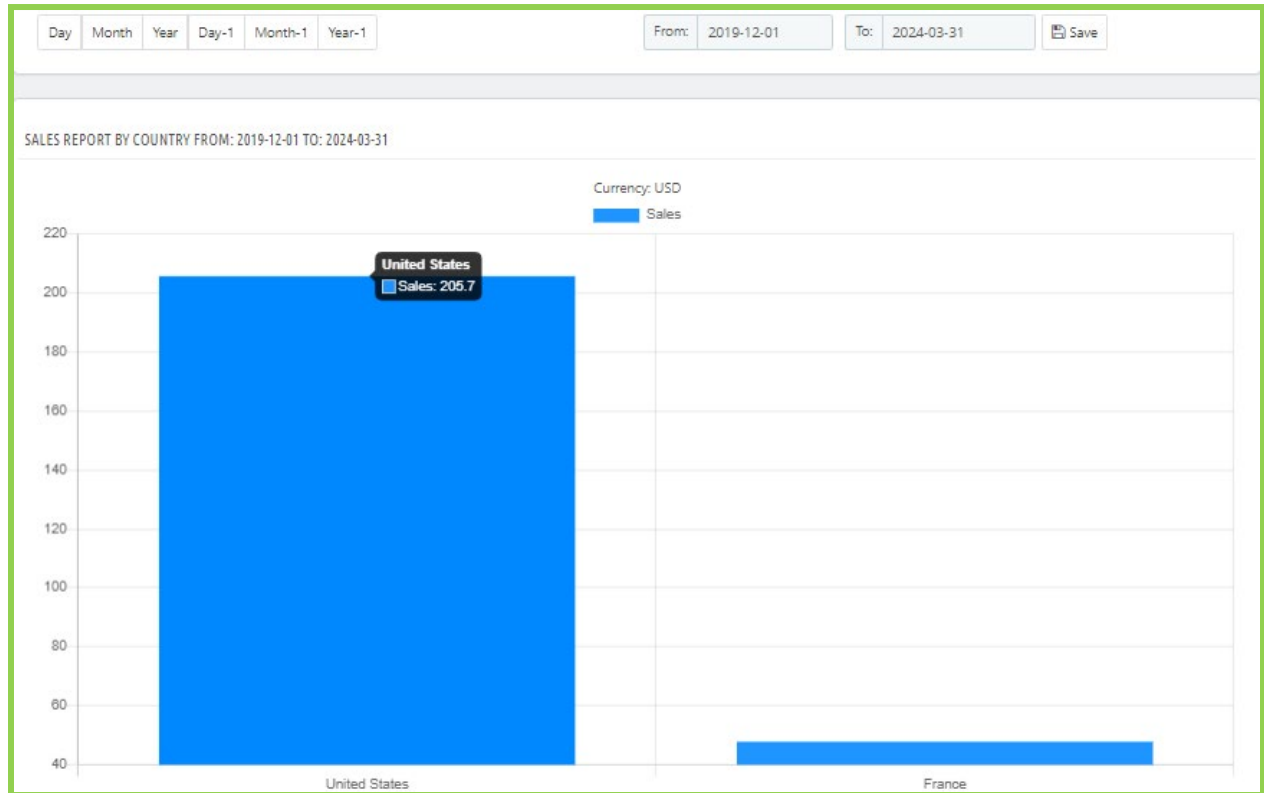 Day Month Year Day-1 Month-1 Year-1 From: 2019-12-01 To: 2024-03-31 Save
SALES REPORT BY COUNTRY FROM: 2019-12-01 TO: 2024-03-31
Currency: USD
Sales
220
United States
Sales: 205.7
200
180
160
140
120
100
80
60
40
United States France